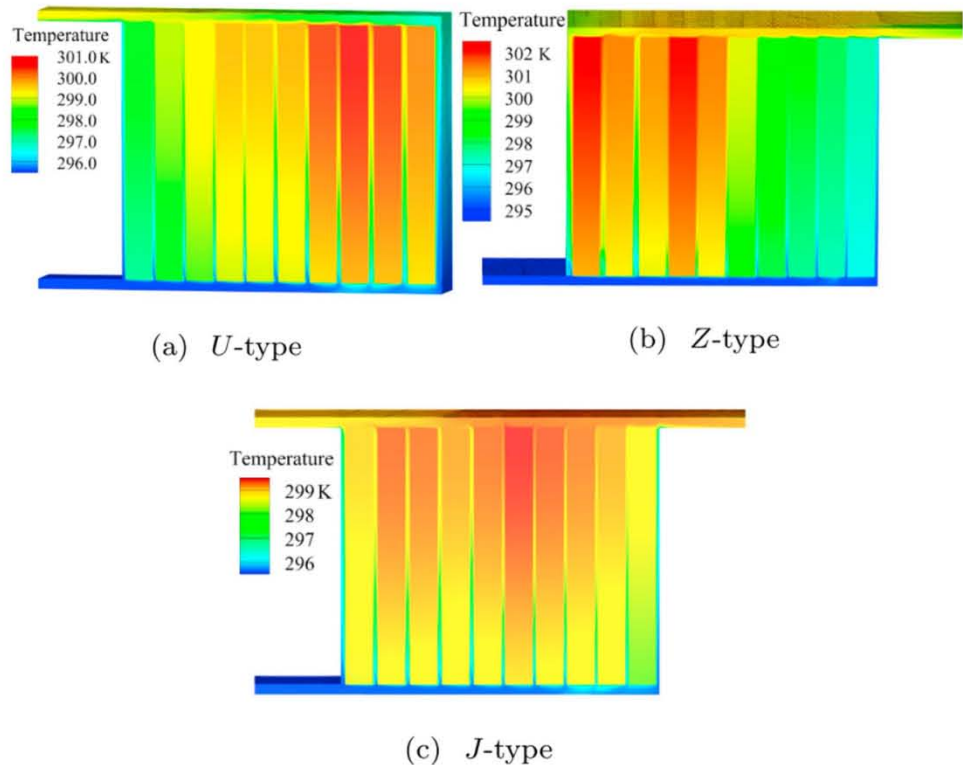 Temperature
301.0 K
300.0
299.0
298.0
297.0
296.0
(a) U-type
Temperature
302 K
301
300
299
298
297
296
295
(b) Z-type
Temperature
299 K
298
297
296
(c) J-type